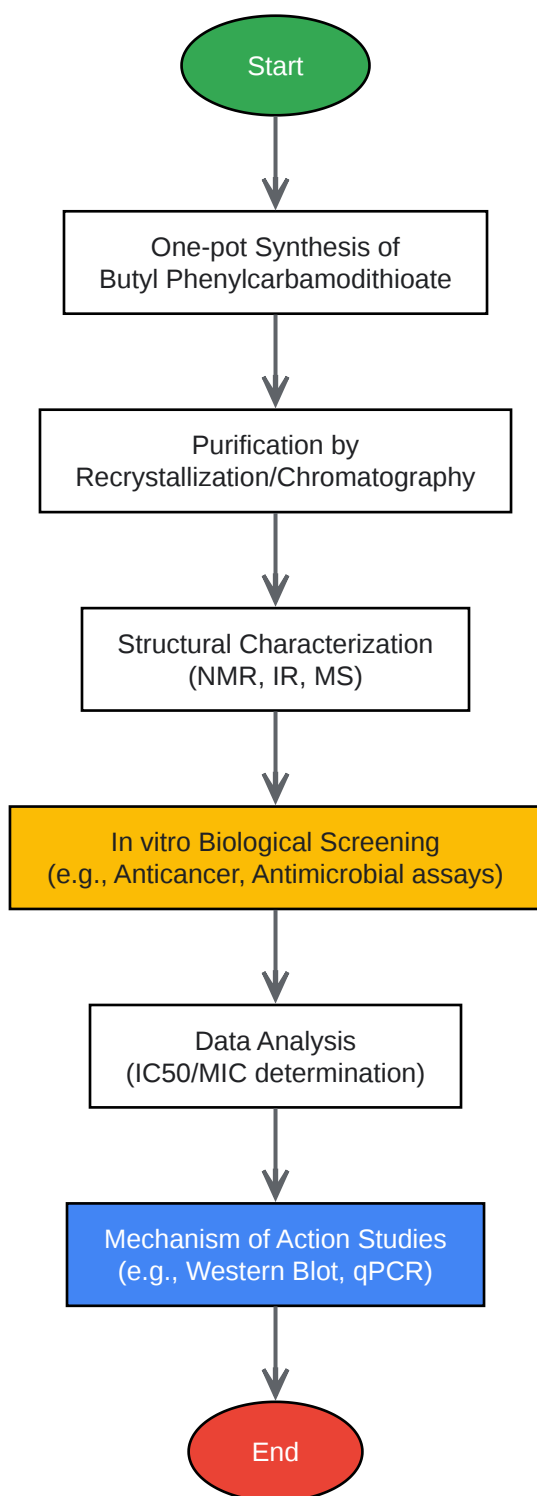 Start
One-pot Synthesis of
Butyl Phenylcarbamodithioate
Purification by
Recrystallization/Chromatography
Structural Characterization
(NMR, IR, MS)
In vitro Biological Screening
(e.g., Anticancer, Antimicrobial assays)
Data Analysis
(IC50/MIC determination)
Mechanism of Action Studies
(e.g., Western Blot, qPCR)
End